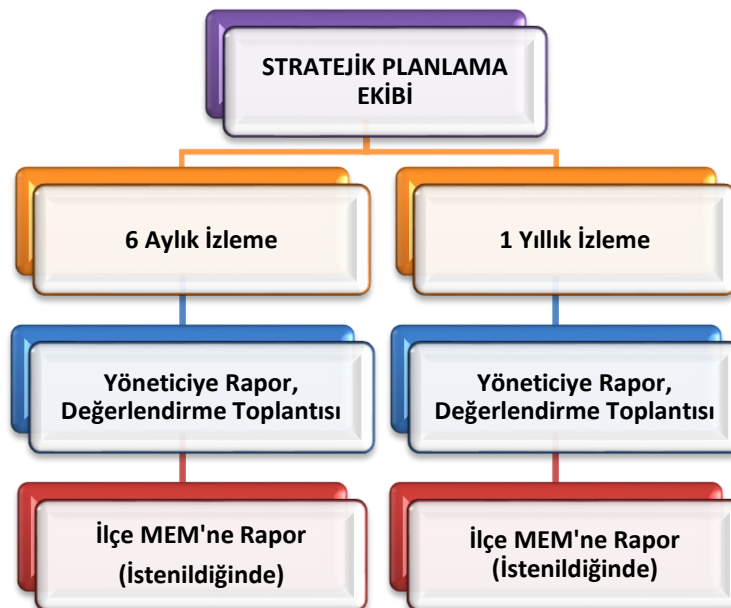 STRATEJİK PLANLAMA
EKİBİ
6 Aylık İzleme
1 Yıllık İzleme
Yöneticiye Rapor,
Değerlendirme Toplantısı
Yöneticiye Rapor,
Değerlendirme Toplantısı
İlçe MEM'ne Rapor
(İstenildiğinde)
İlçe MEM'ne Rapor
(İstenildiğinde)